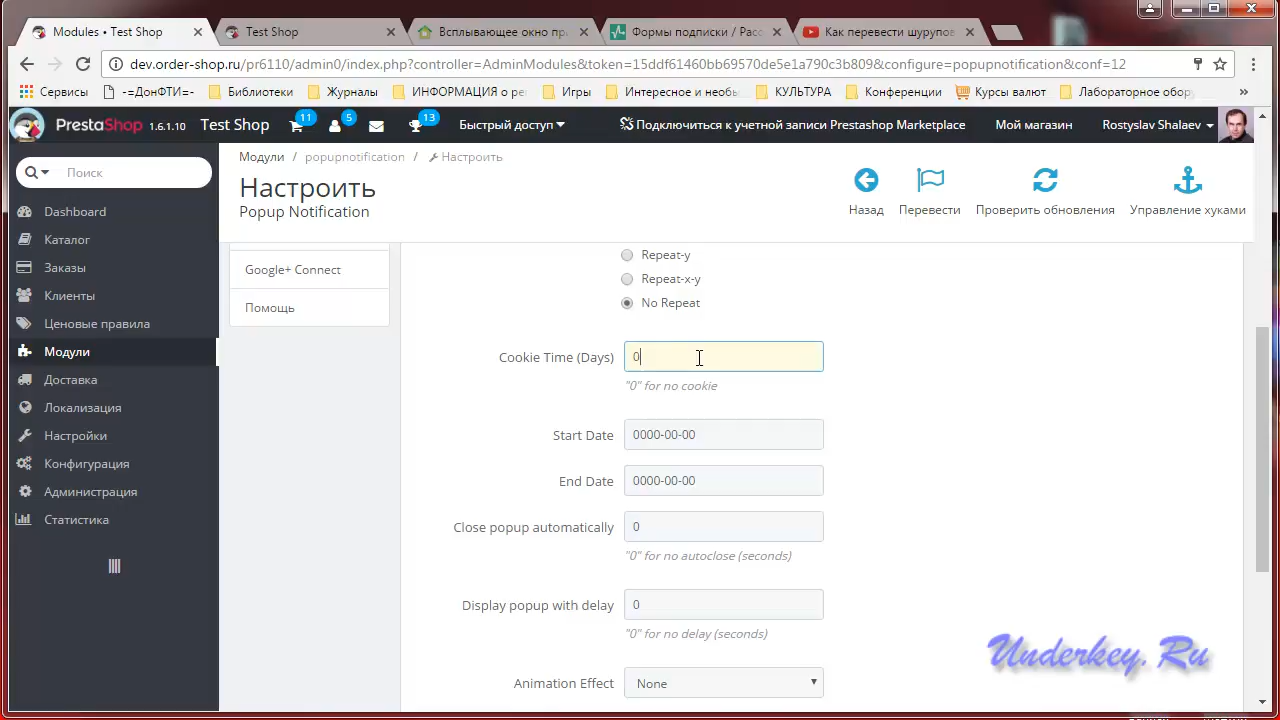 Modules • Test Shop
Test Shop
Всплывающее окно пр
Формы подписки / Расс
Как перевести шурупов
dev.order-shop.ru/pr6110/admin0/index.php?controller=AdminModules&token=15ddf61460bb69570de5e1a790c3b809&configure=popupnotification&conf=12
Сервисы
-=ДонФТИ=-
Библиотеки
Журналы
ИНФОРМАЦИЯ о ре
Игры
Интересное и нео
КУЛЬТУРА
Конференции
Курсы валют
Лабораторное обор
PrestaShop 1.6.1.10
Test Shop
11
5
13
Быстрый доступ
Подключиться к учетной записи Prestashop Marketplace
Мой магазин
Rostyslav Shalaev
Поиск
Dashboard
Каталог
Заказы
Клиенты
Ценовые правила
Модули
Доставка
Локализация
Настройки
Конфигурация
Администрация
Статистика
Модули / popupnotification / Настроить
Настроить
Popup Notification
Назад
Перевести
Проверить обновления
Управление хуками
Google+ Connect
Помощь
Repeat-y
Repeat-x-y
No Repeat
Cookie Time (Days)
0
"0" for no cookie
Start Date
0000-00-00
End Date
0000-00-00
Close popup automatically
0
"0" for no autoclose (seconds)
Display popup with delay
0
"0" for no delay (seconds)
Animation Effect
None
Underkey.Ru